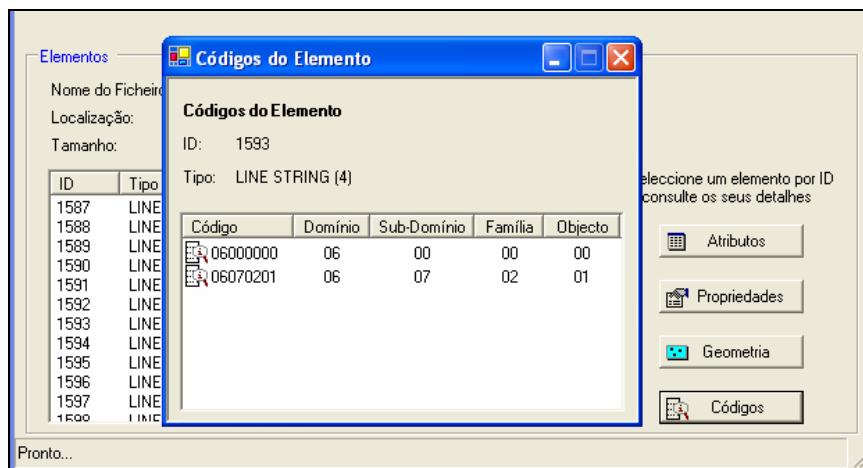 Elementos
Nome do
Localização:
Tamanho:
ID Tipo
1587 LINE
1588 LINE
1589 LINE
1590 LINE
1591 LINE
1592 LINE
1593 LINE
1594 LINE
1595 LINE
1596 LINE
1597 LINE
1598 LINE
Códigos do Elemento
Códigos do Elemento
ID: 1593
Tipo: LINE STRING (4)
Código Domínio Sub-Domínio Família Objecto
06000000 06 00 00 00
06070201 06 07 02 01
um elemento por ID
consulte os seus detalhes
Atributos
Propriedades
Geometria
Códigos
Pronto...